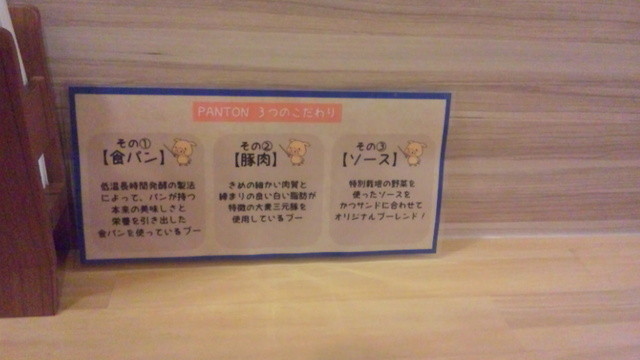 PANTON 3つのこだわり
その①
【食パン】
低温長時間発酵の製法
によって、パンが持つ
本来の美味しさと
栄養を引き出した
食パンを使っているブー
その②
【豚肉】
きめの細かい肉質と
締まりの良い白い脂肪が
特徴の大麦三元豚を
使用しているブー
その③
【ソース】
特別栽培の野菜を
使ったソースを
かつサンドに合わせて
オリジナルブーレンド!